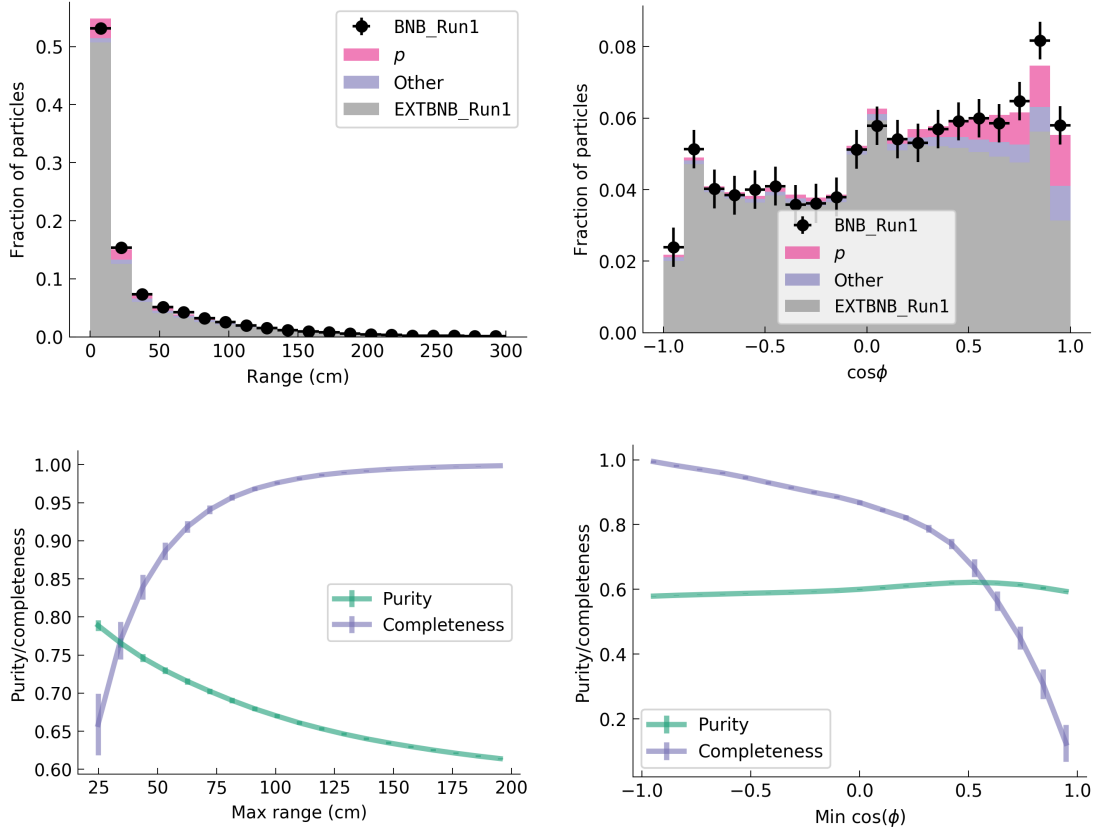 BNB_Run1
p
Other
EXTBNB_Run1
Fraction of particles
0.5
0.4
0.3
0.2
0.1
0.0
0 50 100 150 200 250 300
Range (cm)
Fraction of particles
0.08
0.06
0.04
0.02
0.00
BNB_Run1
p
Other
EXTBNB_Run1
−1.0 −0.5 0.0 0.5 1.0
cosϕ
Purity/completeness
1.00
0.95
0.90
0.85
0.80
0.75
0.70
0.65
0.60
Purity
Completeness
25 50 75 100 125 150 175 200
Max range (cm)
Purity/completeness
1.0
0.8
0.6
0.4
0.2
Purity
Completeness
−1.0 −0.5 0.0 0.5 1.0
Min cos(ϕ)